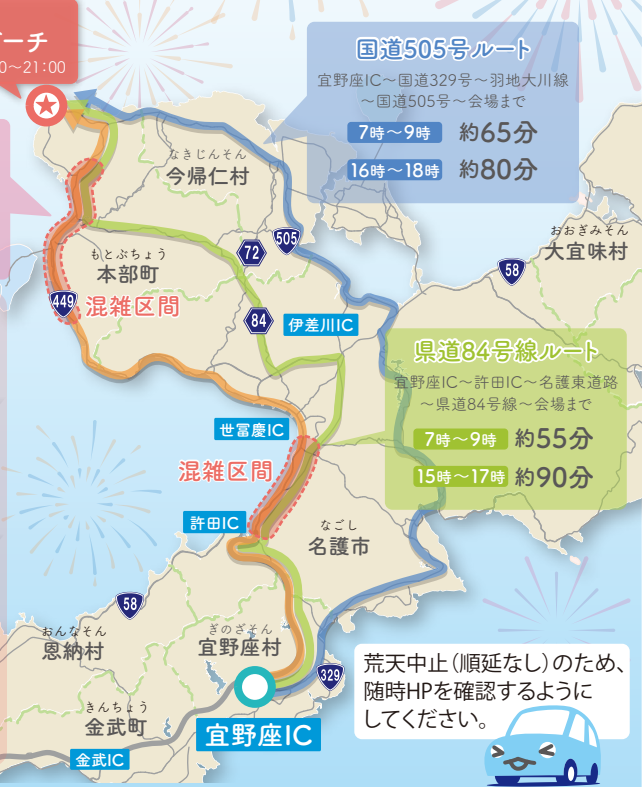 ーチ
0〜21:00
国道505号ルート
宜野座IC〜国道329号〜羽地大川線
〜国道505号〜会場まで
7時〜9時 約65分
16時〜18時 約80分
なきじんそん
今帰仁村
おおぎみそん
大宜味村
58
505
72
もとぶちょう
本部町
449
混雑区間
84
伊差川IC
県道84号線ルート
宜野座IC〜許田IC〜名護東道路
〜県道84号線〜会場まで
7時〜9時 約55分
15時〜17時 約90分
世冨慶IC
混雑区間
許田IC
なごし
名護市
58
おんなそん
恩納村
ぎのざそん
宜野座村
329
きんちょう
金武町
宜野座IC
金武IC
荒天中止(順延なし)のため、
随時HPを確認するように
してください。